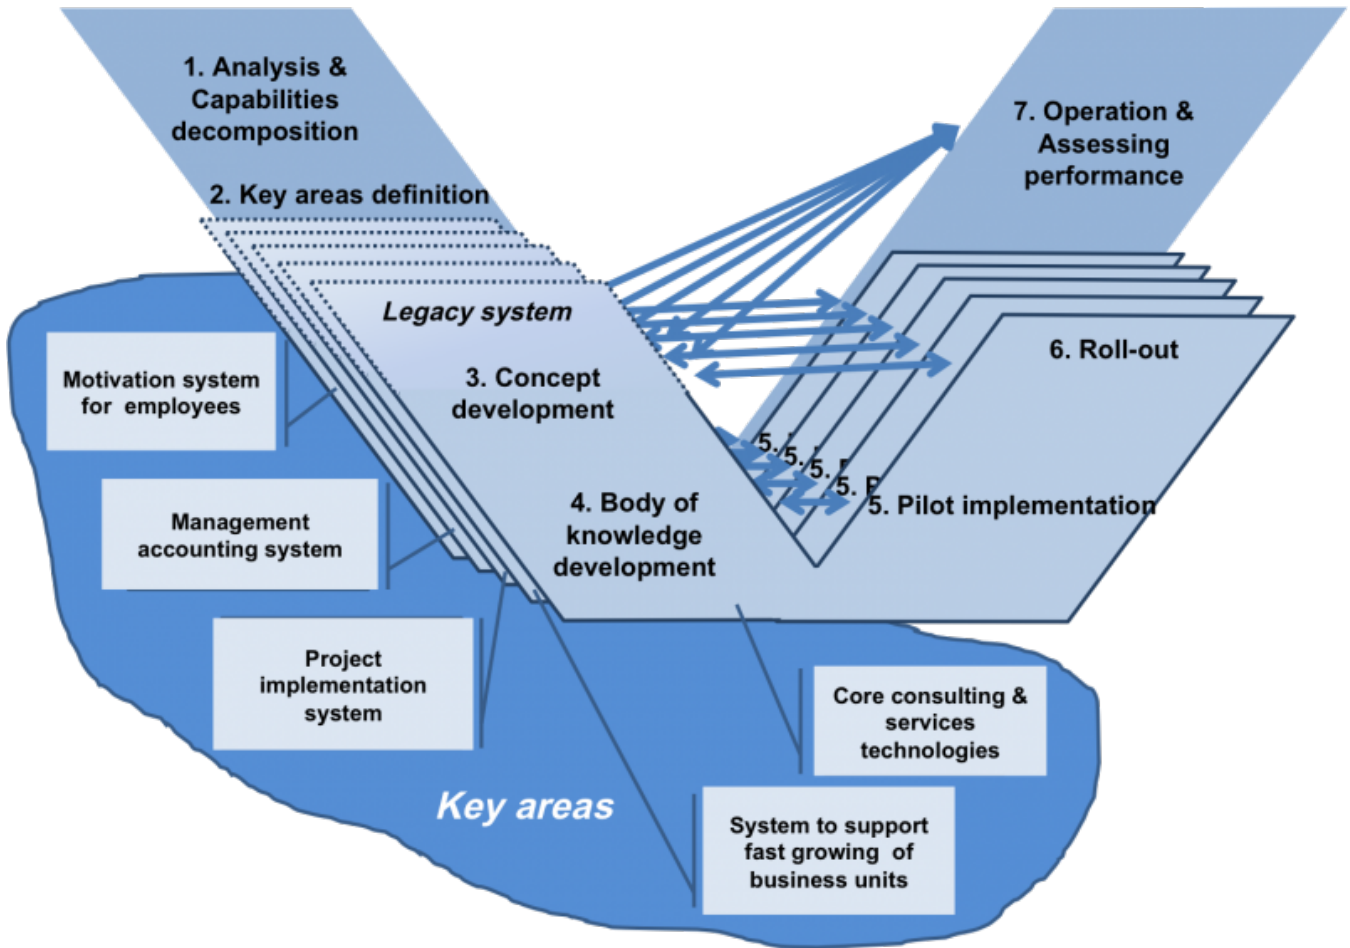 1. Analysis &
Capabilities
decomposition
2. Key areas definition
7. Operation &
Assessing
performance
Legacy system
3. Concept
development
6. Roll-out
Motivation system
for employees
5.
5.
5.
5. P
5. Pilot implementation
4. Body of
knowledge
development
Management
accounting system
Project
implementation
system
Core consulting &
services
technologies
Key areas
System to support
fast growing of
business units